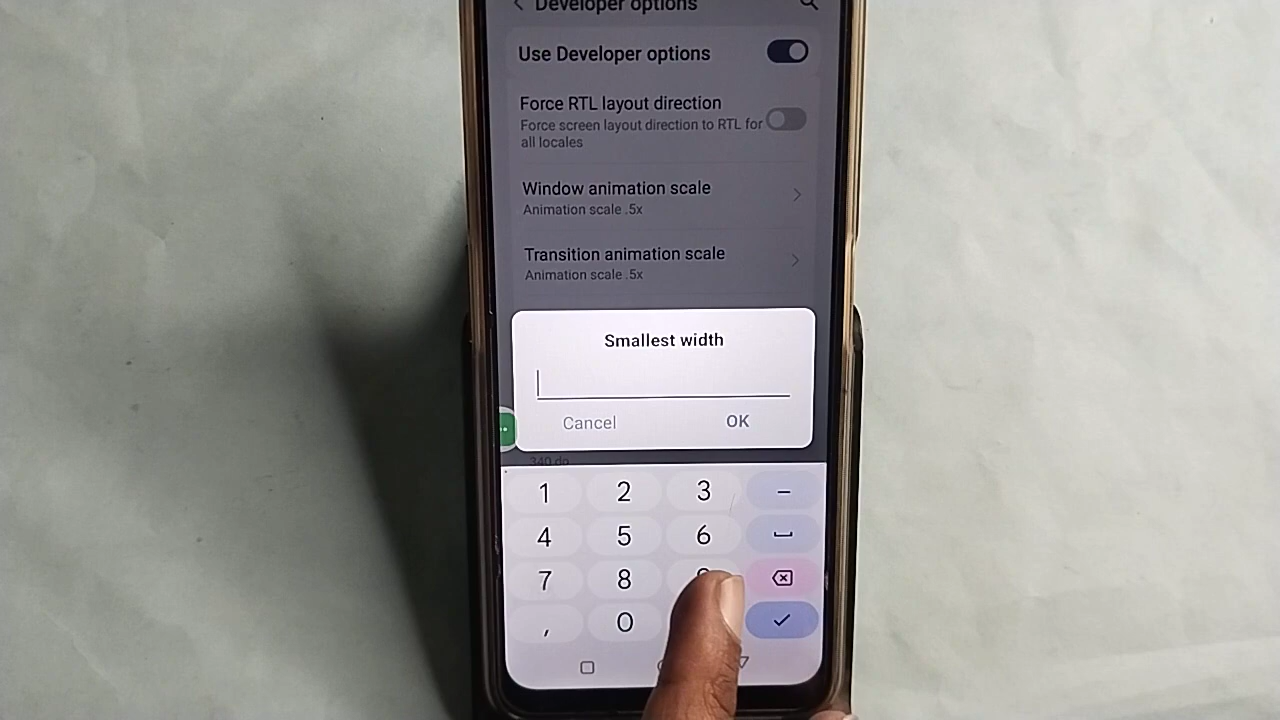 Developer options
Use Developer options
Force RTL layout direction
Force screen layout direction to RTL for
all locales
Window animation scale
Animation scale .5x
Transition animation scale
Animation scale .5x
Smallest width
Cancel OK
1 2 3 –
4 5 6
7 8
, 0